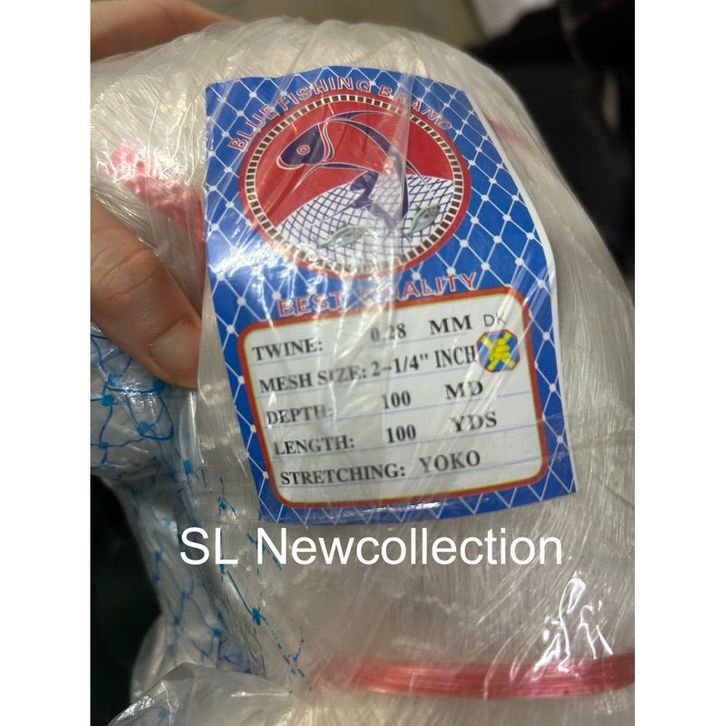 BLUE FISHING BRAND
BEST QUALITY
TWINE: 0.28 MM DK
MESH SIZE: 2-1/4" INCH
DEPTH: 100 MD
LENGTH: 100 YDS
STRETCHING: YOKO
SL Newcollection